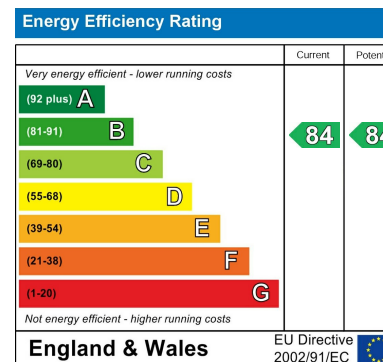 Energy Efficiency Rating
Current
Very energy efficient - lower running costs
(92 plus) A
(81-91) B
84
(69-80) C
(55-68) D
(39-54) E
(21-38) F
(1-20) G
Not energy efficient - higher running costs
England & Wales
EU Directive
2002/91/EC